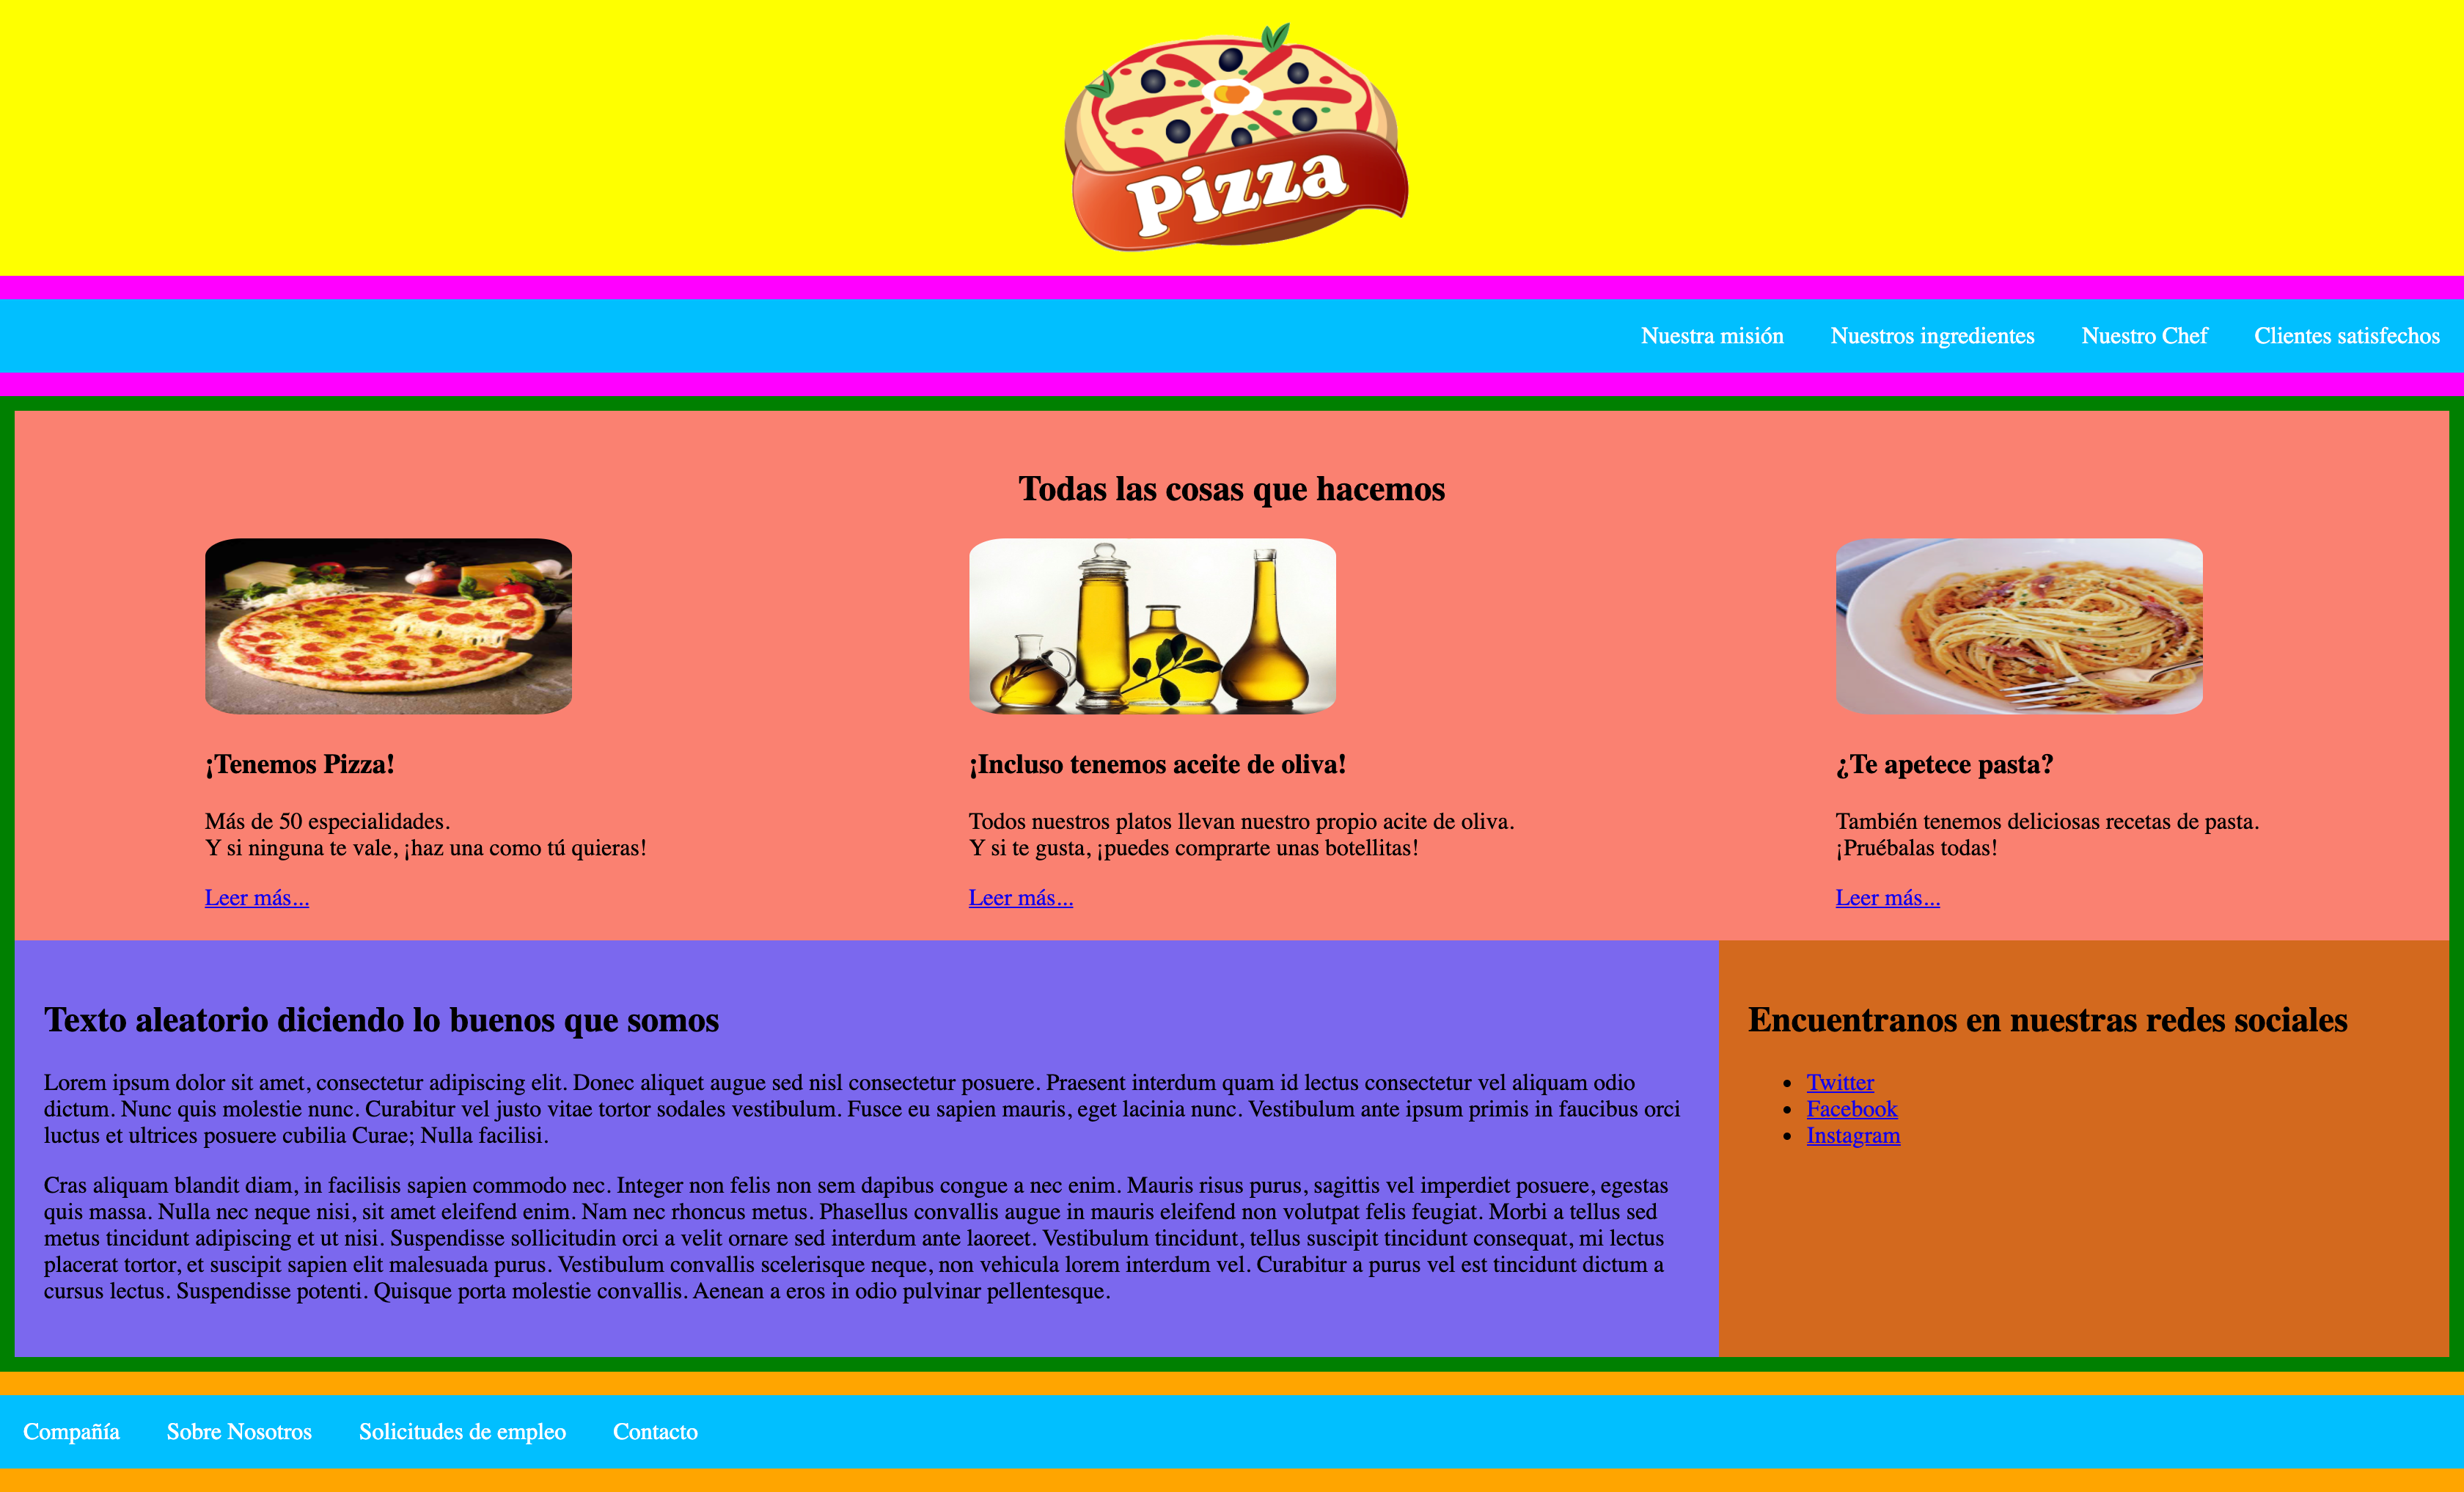 Pizza
Nuestra misión Nuestros ingredientes Nuestro Chef Clientes satisfechos
Todas las cosas que hacemos
¡Tenemos Pizza!
Más de 50 especialidades.
Y si ninguna te vale, ¡haz una como tú quieras!
Leer más...
¡Incluso tenemos aceite de oliva!
Todos nuestros platos llevan nuestro propio acite de oliva.
Y si te gusta, ¡puedes comprarte unas botellitas!
Leer más...
¿Te apetece pasta?
También tenemos deliciosas recetas de pasta.
¡Pruébalas todas!
Leer más...
Texto aleatorio diciendo lo buenos que somos
Lorem ipsum dolor sit amet, consectetur adipiscing elit. Donec aliquet augue sed nisl consectetur posuere. Praesent interdum quam id lectus consectetur vel aliquam odio
dictum. Nunc quis molestie nunc. Curabitur vel justo vitae tortor sodales vestibulum. Fusce eu sapien mauris, eget lacinia nunc. Vestibulum ante ipsum primis in faucibus orci
luctus et ultrices posuere cubilia Curae; Nulla facilisi.
Cras aliquam blandit diam, in facilisis sapien commodo nec. Integer non felis non sem dapibus congue a nec enim. Mauris risus purus, sagittis vel imperdiet posuere, egestas
quis massa. Nulla nec neque nisi, sit amet eleifend enim. Nam nec rhoncus metus. Phasellus convallis augue in mauris eleifend non volutpat felis feugiat. Morbi a tellus sed
metus tincidunt adipiscing et ut nisi. Suspendisse sollicitudin orci a velit ornare sed interdum ante laoreet. Vestibulum tincidunt, tellus suscipit tincidunt consequat, mi lectus
placerat tortor, et suscipit sapien elit malesuada purus. Vestibulum convallis scelerisque neque, non vehicula lorem interdum vel. Curabitur a purus vel est tincidunt dictum a
cursus lectus. Suspendisse potenti. Quisque porta molestie convallis. Aenean a eros in odio pulvinar pellentesque.
Encuentranos en nuestras redes sociales
• Twitter
• Facebook
• Instagram
Compañía Sobre Nosotros Solicitudes de empleo Contacto